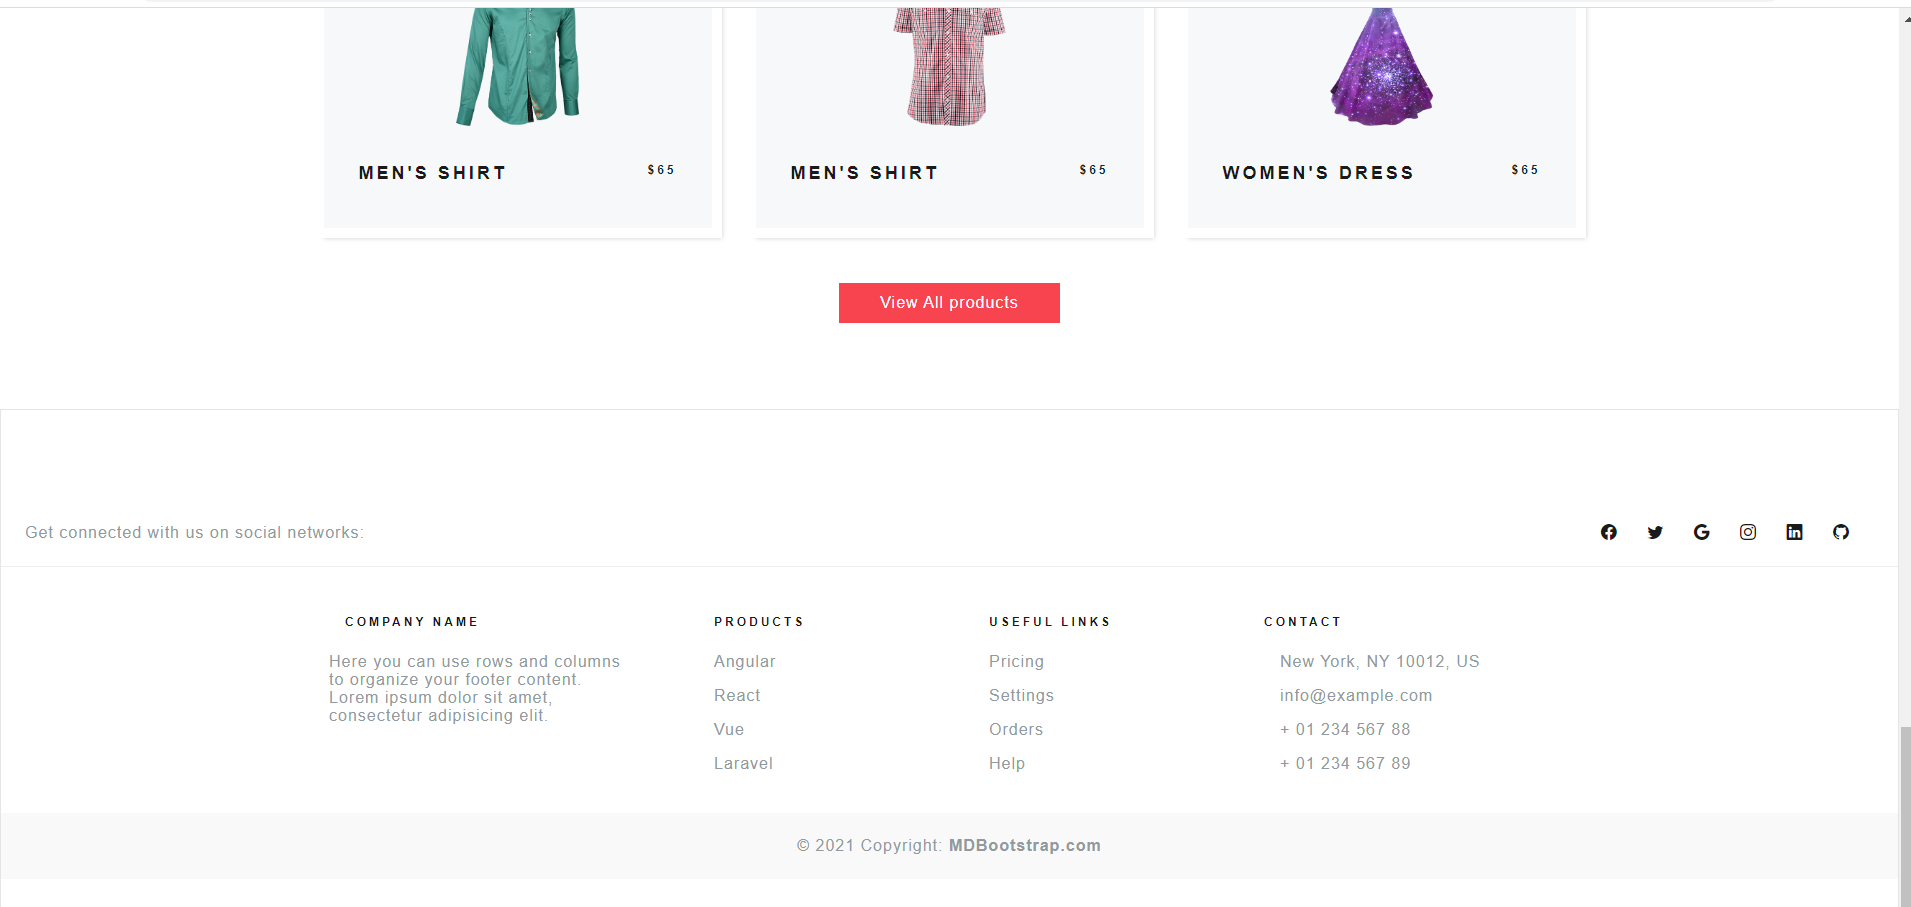 MEN'S SHIRT $65
MEN'S SHIRT $65
WOMEN'S DRESS $65
View All products
Get connected with us on social networks:
COMPANY NAME
Here you can use rows and columns
to organize your footer content.
Lorem ipsum dolor sit amet,
consectetur adipisicing elit.
PRODUCTS
Angular
React
Vue
Laravel
USEFUL LINKS
Pricing
Settings
Orders
Help
CONTACT
New York, NY 10012, US
info@example.com
+ 01 234 567 88
+ 01 234 567 89
© 2021 Copyright: MDBootstrap.com